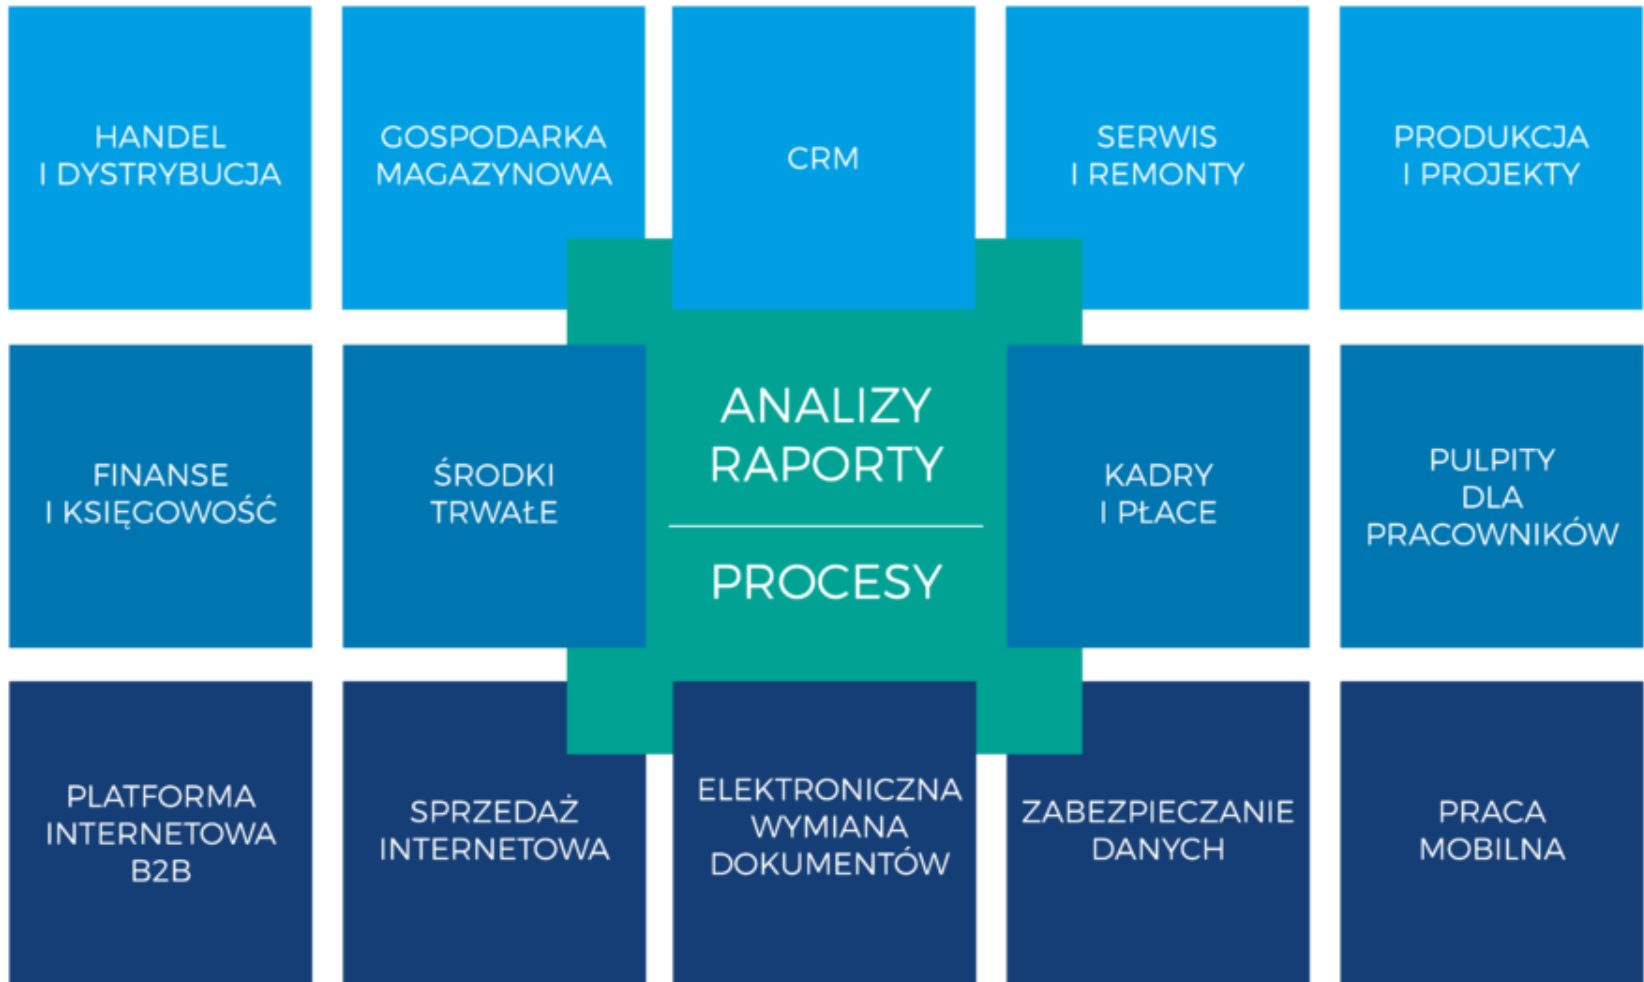 HANDEL
I DYSTRYBUCJA
GOSPODARKA
MAGAZYNOWA
CRM
SERWIS
I REMONTY
PRODUKCJA
I PROJEKTY
FINANSE
I KSIĘGOWOŚĆ
ŚRODKI
TRWAŁE
ANALIZY
RAPORTY
PROCESY
KADRY
I PŁACE
PULPITY
DLA
PRACOWNIKÓW
PLATFORMA
INTERNETOWA
B2B
SPRZEDAŻ
INTERNETOWA
ELEKTRONICZNA
WYMIANA
DOKUMENTÓW
ZABEZPIECZANIE
DANYCH
PRACA
MOBILNA